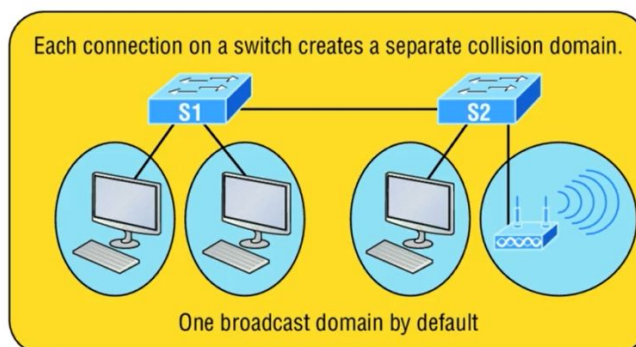 Each connection on a switch creates a separate collision domain.
S1
S2
One broadcast domain by default